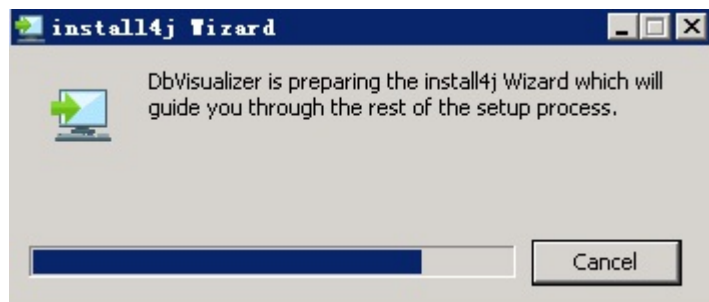 install4j Wizard
DbVisualizer is preparing the install4j Wizard which will
guide you through the rest of the setup process.
Cancel